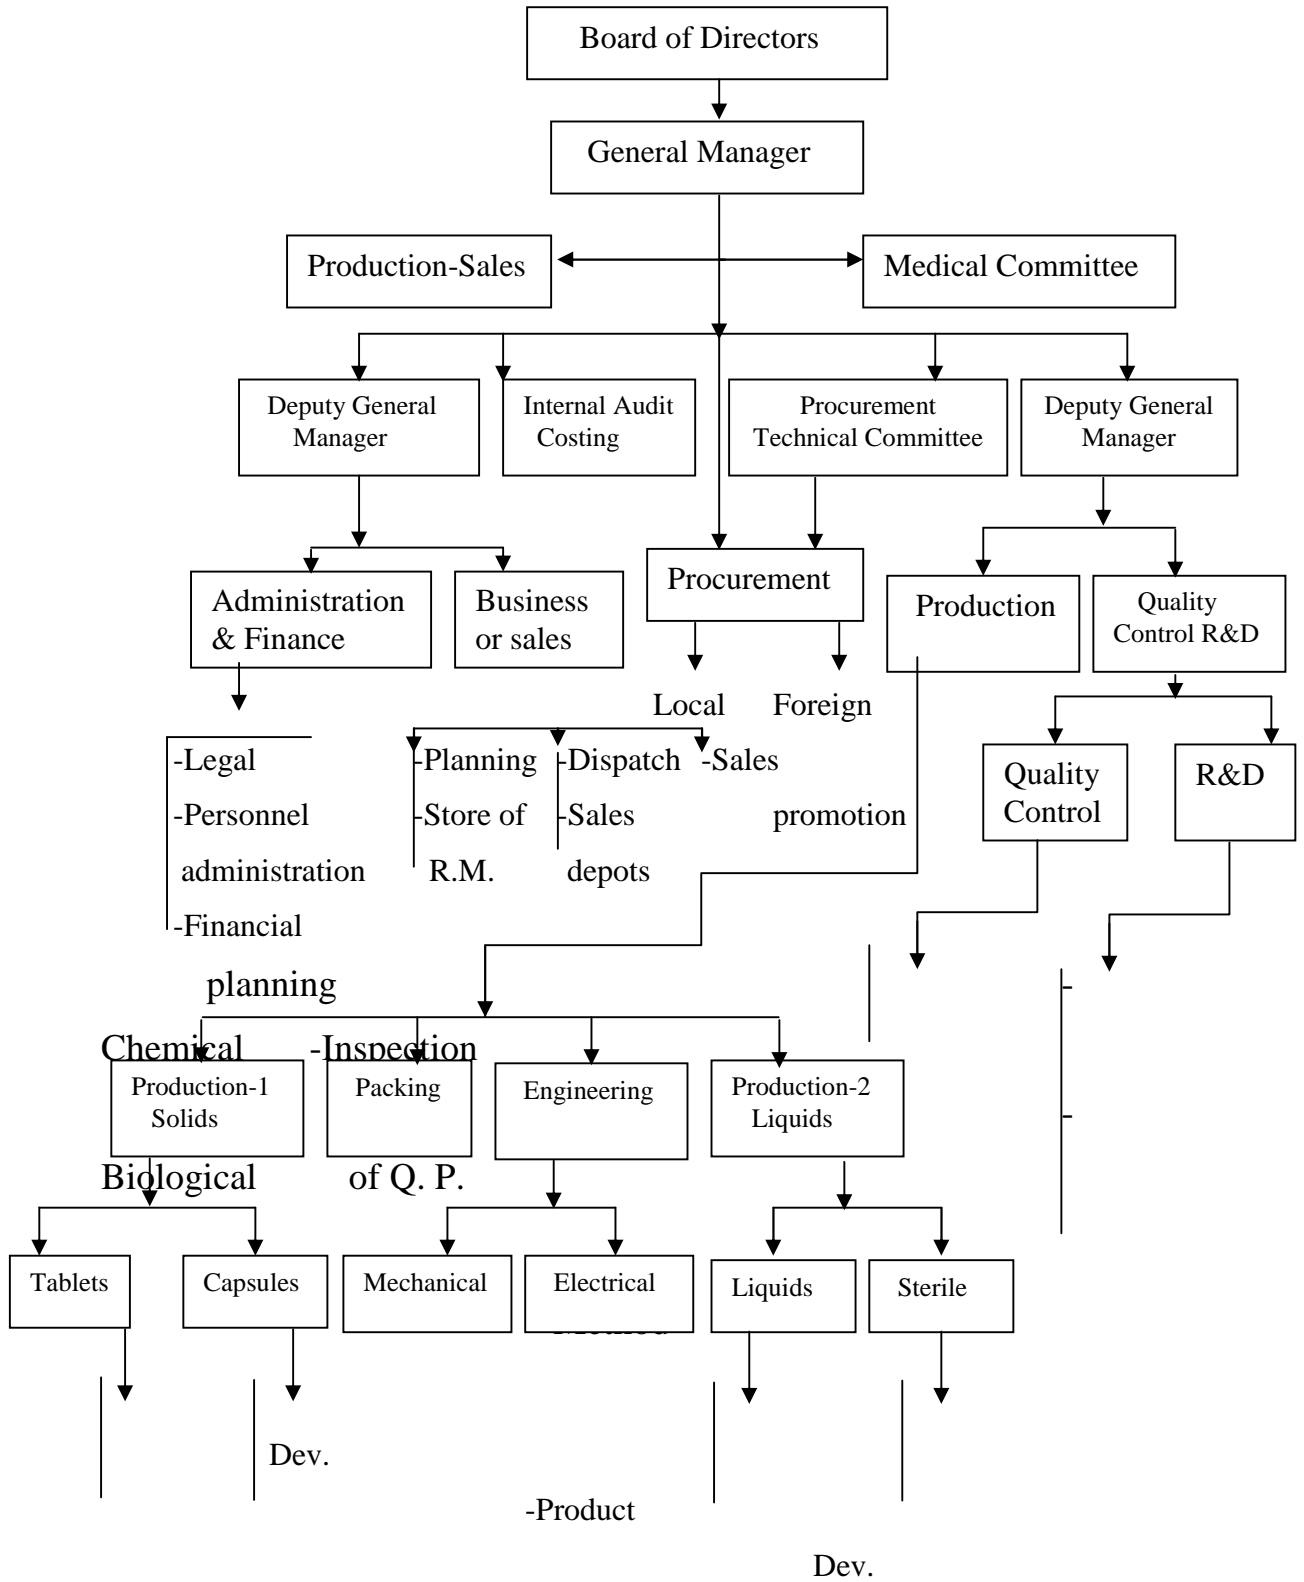 Board of Directors
General Manager
Production-Sales
Medical Committee
Deputy General
Manager
Internal Audit
Costing
Procurement
Technical Committee
Deputy General
Manager
Administration
& Finance
Business
or sales
Procurement
Production
Quality
Control R&D
Local
Foreign
-Legal
-Personnel
administration
-Financial
planning
-Planning
-Store of
R.M.
-Dispatch
-Sales
depots
-Sales
promotion
Quality
Control
R&D
-
-
Chemical
-Inspection
Production-1
Solids
Packing
Engineering
Production-2
Liquids
Biological
of Q. P.
Tablets
Capsules
Mechanical
Electrical
Liquids
Sterile
Dev.
-Product
Dev.